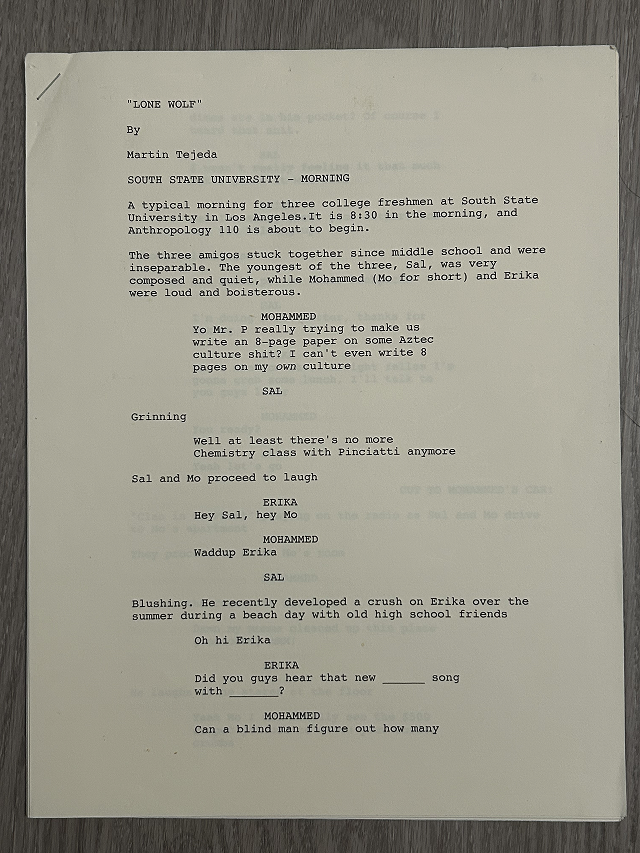 "LONE WOLF"
By
Martin Tejeda
SOUTH STATE UNIVERSITY – MORNING
A typical morning for three college freshmen at South State
University in Los Angeles.It is 8:30 in the morning, and
Anthropology 110 is about to begin.
The three amigos stuck together since middle school and were
inseparable. The youngest of the three, Sal, was very
composed and quiet, while Mohammed (Mo for short) and Erika
were loud and boisterous.
MOHAMMED
Yo Mr. P really trying to make us
write an 8-page paper on some Aztec
culture shit? I can't even write 8
pages on my own culture
SAL
Grinning
Well at least there's no more
Chemistry class with Pinciatti anymore
Sal and Mo proceed to laugh
ERIKA
Hey Sal, hey Mo
MOHAMMED
Waddup Erika
SAL
Blushing. He recently developed a crush on Erika over the
summer during a beach day with old high school friends
Oh hi Erika
ERIKA
Did you guys hear that new ______ song
with _______?
MOHAMMED
Can a blind man figure out how many